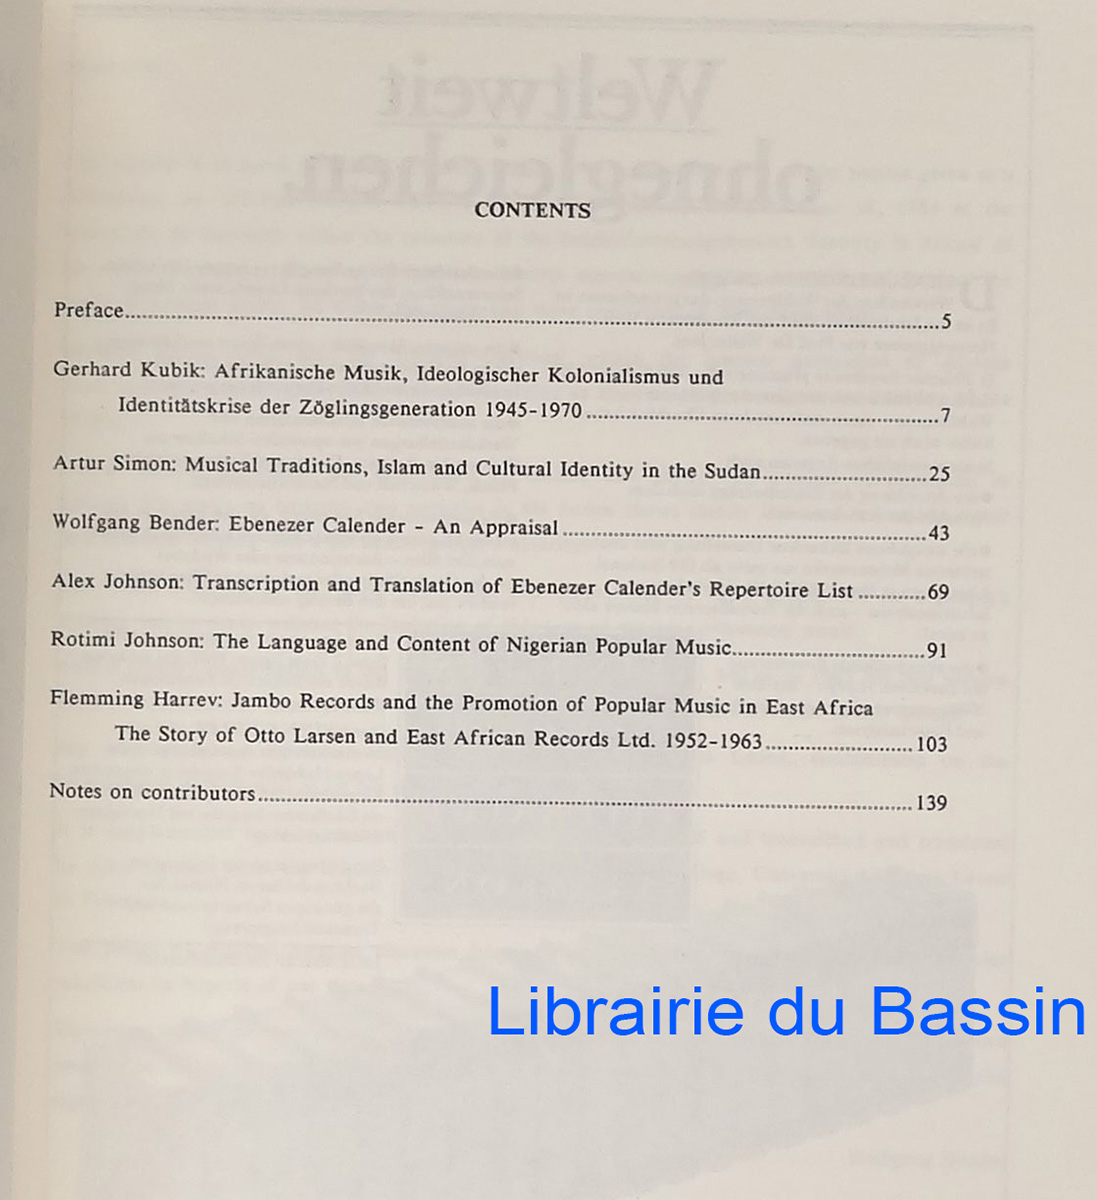 Weltweit
ohnegleichen.
CONTENTS
Preface..........5
Gerhard Kubik: Afrikanische Musik, Ideologischer Kolonialismus und
Identitätskrise der Zöglingsgeneration 1945-1970..........7
Artur Simon: Musical Traditions, Islam and Cultural Identity in the Sudan..........25
Wolfgang Bender: Ebenezer Calender - An Appraisal..........43
Alex Johnson: Transcription and Translation of Ebenezer Calender's Repertoire List..........69
Rotimi Johnson: The Language and Content of Nigerian Popular Music..........91
Flemming Harrev: Jambo Records and the Promotion of Popular Music in East Africa
The Story of Otto Larsen and East African Records Ltd. 1952-1963..........103
Notes on contributors..........139
Librairie du Bassin